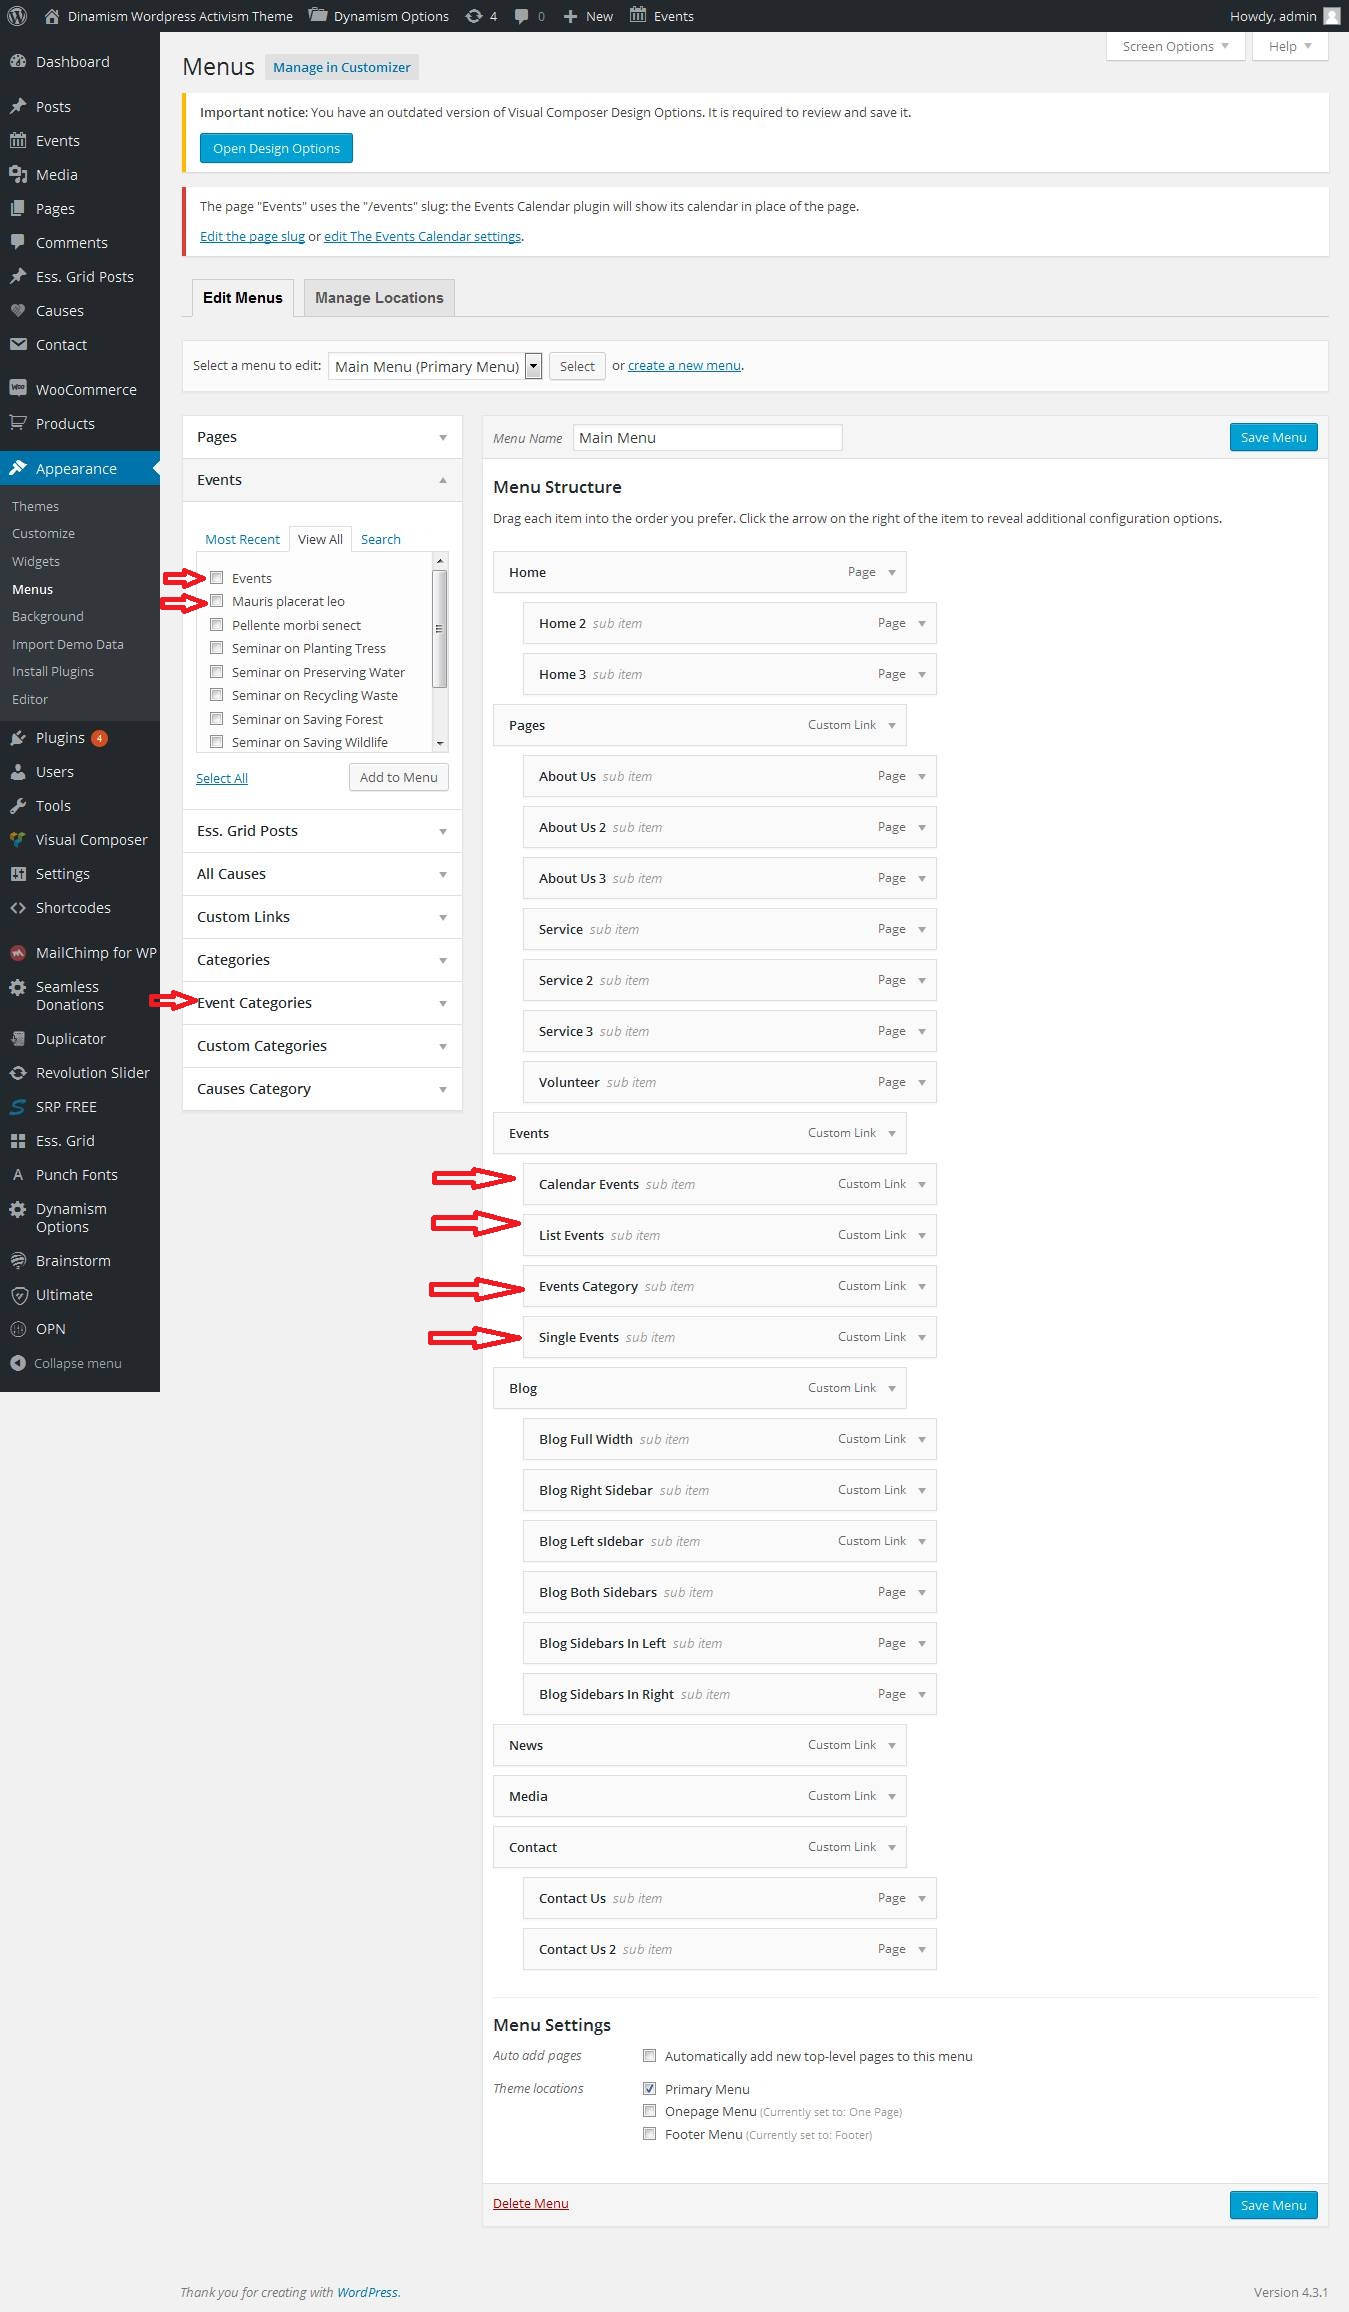 Dinamism Wordpress Activism Theme Dynamism Options 4 0 New Events Howdy, admin
Screen Options Help
Dashboard
Posts
Events
Media
Pages
Comments
Ess. Grid Posts
Causes
Contact
WooCommerce
Products
Appearance
Themes
Customize
Widgets
Menus
Background
Import Demo Data
Install Plugins
Editor
Plugins 4
Users
Tools
Visual Composer
Settings
Shortcodes
MailChimp for WP
Seamless
Donations
Duplicator
Revolution Slider
SRP FREE
Ess. Grid
Punch Fonts
Dynamism
Options
Brainstorm
Ultimate
OPN
Collapse menu
Menus Manage in Customizer
Important notice: You have an outdated version of Visual Composer Design Options. It is required to review and save it.
Open Design Options
The page "Events" uses the "/events" slug: the Events Calendar plugin will show its calendar in place of the page.
Edit the page slug or edit The Events Calendar settings.
Edit Menus Manage Locations
Select a menu to edit: Main Menu (Primary Menu) Select or create a new menu.
Pages
Events
Most Recent View All Search
Events
Mauris placerat leo
Pellente morbi senect
Seminar on Planting Tress
Seminar on Preserving Water
Seminar on Recycling Waste
Seminar on Saving Forest
Seminar on Saving Wildlife
Select All Add to Menu
Ess. Grid Posts
All Causes
Custom Links
Categories
Event Categories
Custom Categories
Causes Category
Menu Name Main Menu Save Menu
Menu Structure
Drag each item into the order you prefer. Click the arrow on the right of the item to reveal additional configuration options.
Home Page
Home 2 sub item Page
Home 3 sub item Page
Pages Custom Link
About Us sub item Page
About Us 2 sub item Page
About Us 3 sub item Page
Service sub item Page
Service 2 sub item Page
Service 3 sub item Page
Volunteer sub item Page
Events Custom Link
Calendar Events sub item Custom Link
List Events sub item Custom Link
Events Category sub item Custom Link
Single Events sub item Custom Link
Blog Custom Link
Blog Full Width sub item Custom Link
Blog Right Sidebar sub item Custom Link
Blog Left sIdebar sub item Custom Link
Blog Both Sidebars sub item Page
Blog Sidebars In Left sub item Page
Blog Sidebars In Right sub item Page
News Custom Link
Media Custom Link
Contact Custom Link
Contact Us sub item Page
Contact Us 2 sub item Page
Menu Settings
Auto add pages Automatically add new top-level pages to this menu
Theme locations Primary Menu
Onepage Menu (Currently set to: One Page)
Footer Menu (Currently set to: Footer)
Delete Menu Save Menu
Thank you for creating with WordPress. Version 4.3.1